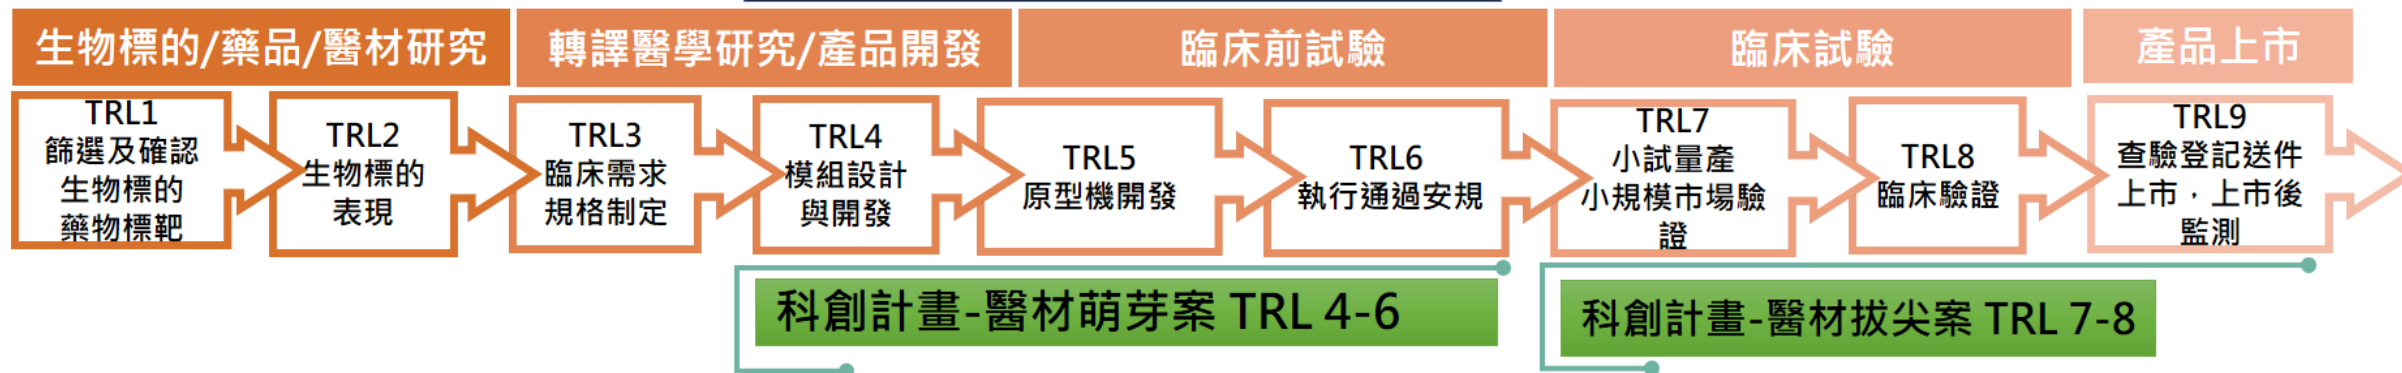 生物標的/藥品/醫材研究
轉譯醫學研究/產品開發
臨床前試驗
臨床試驗
產品上市
TRL1
篩選及確認
生物標的
藥物標靶
TRL2
生物標的
表現
TRL3
臨床需求
規格制定
TRL4
模組設計
與開發
TRL5
原型機開發
TRL6
執行通過安規
TRL7
小試量產
小規模市場驗
證
TRL8
臨床驗證
TRL9
查驗登記送件
上市，上市後
監測
科創計畫-醫材萌芽案 TRL 4-6
科創計畫-醫材拔尖案 TRL 7-8